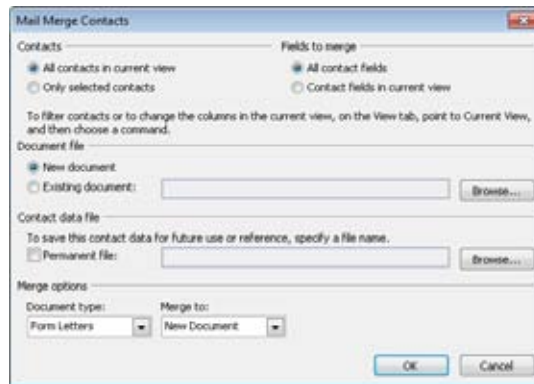 Mail Merge Contacts
Contacts
Fields to merge
All contacts in current view
All contact fields
Only selected contacts
Contact fields in current view
To filter contacts or to change the columns in the current view, on the View tab, point to Current View,
and then choose a command.
Document file
New document
Existing document:
Browse...
Contact data file
To save this contact data for future use or reference, specify a file name.
Permanent file:
Browse...
Merge options
Document type:
Merge to:
Form Letters
New Document
OK
Cancel